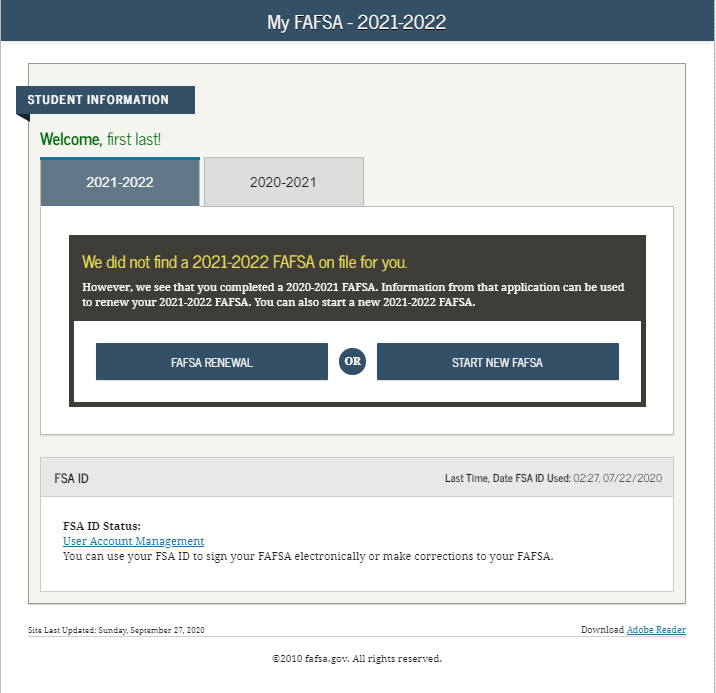 My FAFSA - 2021-2022
STUDENT INFORMATION
Welcome, first last!
2021-2022
2020-2021
We did not find a 2021-2022 FAFSA on file for you.
However, we see that you completed a 2020-2021 FAFSA. Information from that application can be used
to renew your 2021-2022 FAFSA. You can also start a new 2021-2022 FAFSA.
FAFSA RENEWAL
OR
START NEW FAFSA
FSA ID
Last Time, Date FSA ID Used: 02:27, 07/22/2020
FSA ID Status:
User Account Management
You can use your FSA ID to sign your FAFSA electronically or make corrections to your FAFSA.
Site Last Updated: Sunday, September 27, 2020
Download Adobe Reader
©2010 fafsa.gov. All rights reserved.